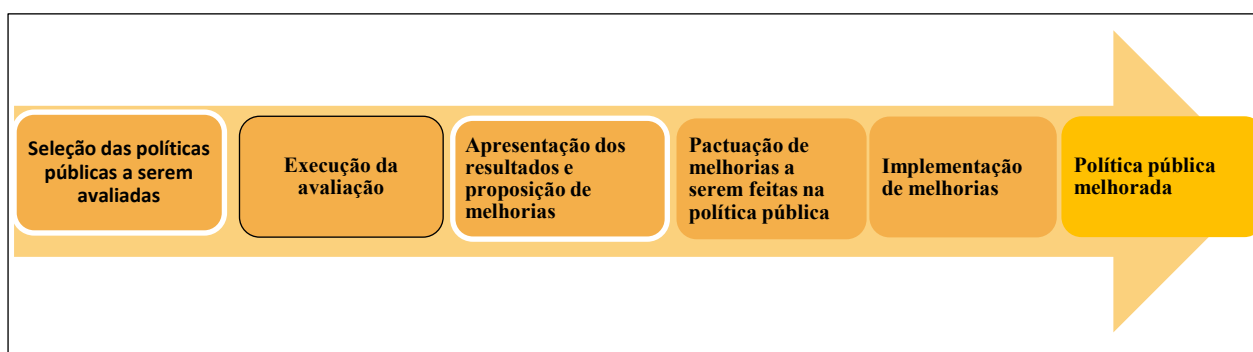 Seleção das políticas
públicas a serem
avaliadas
Execução da
avaliação
Apresentação dos
resultados e
proposição de
melhorias
Pactuação de
melhorias a
serem feitas na
política pública
Implementação
de melhorias
Política pública
melhorada